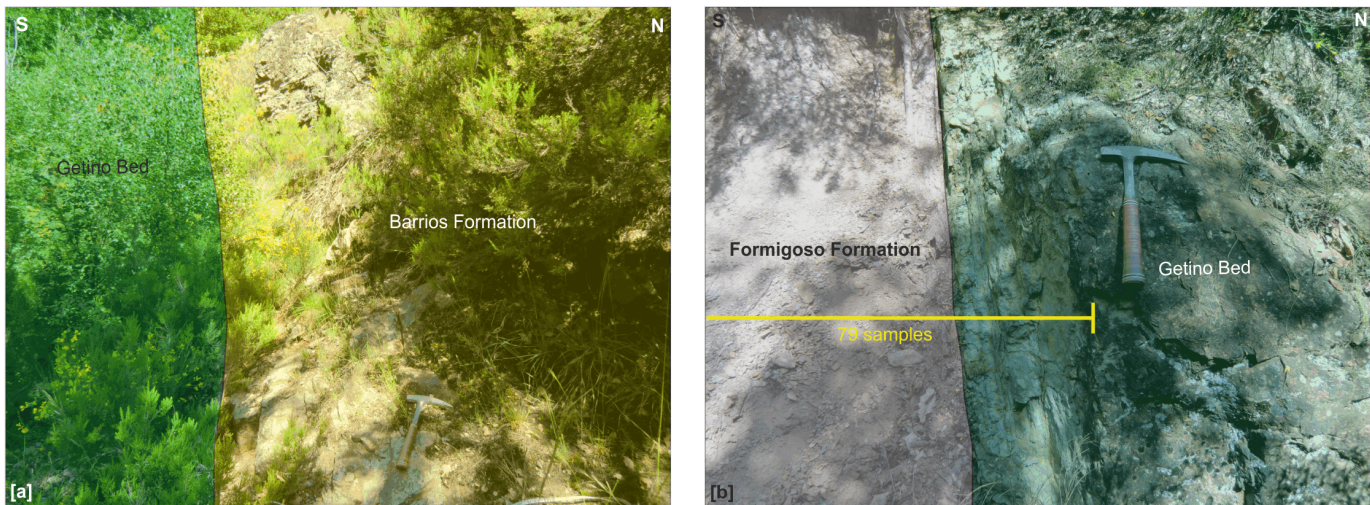 S
N
Getino Bed
Barrios Formation
[a]
S
N
Formigoso Formation
Getino Bed
79 samples
[b]